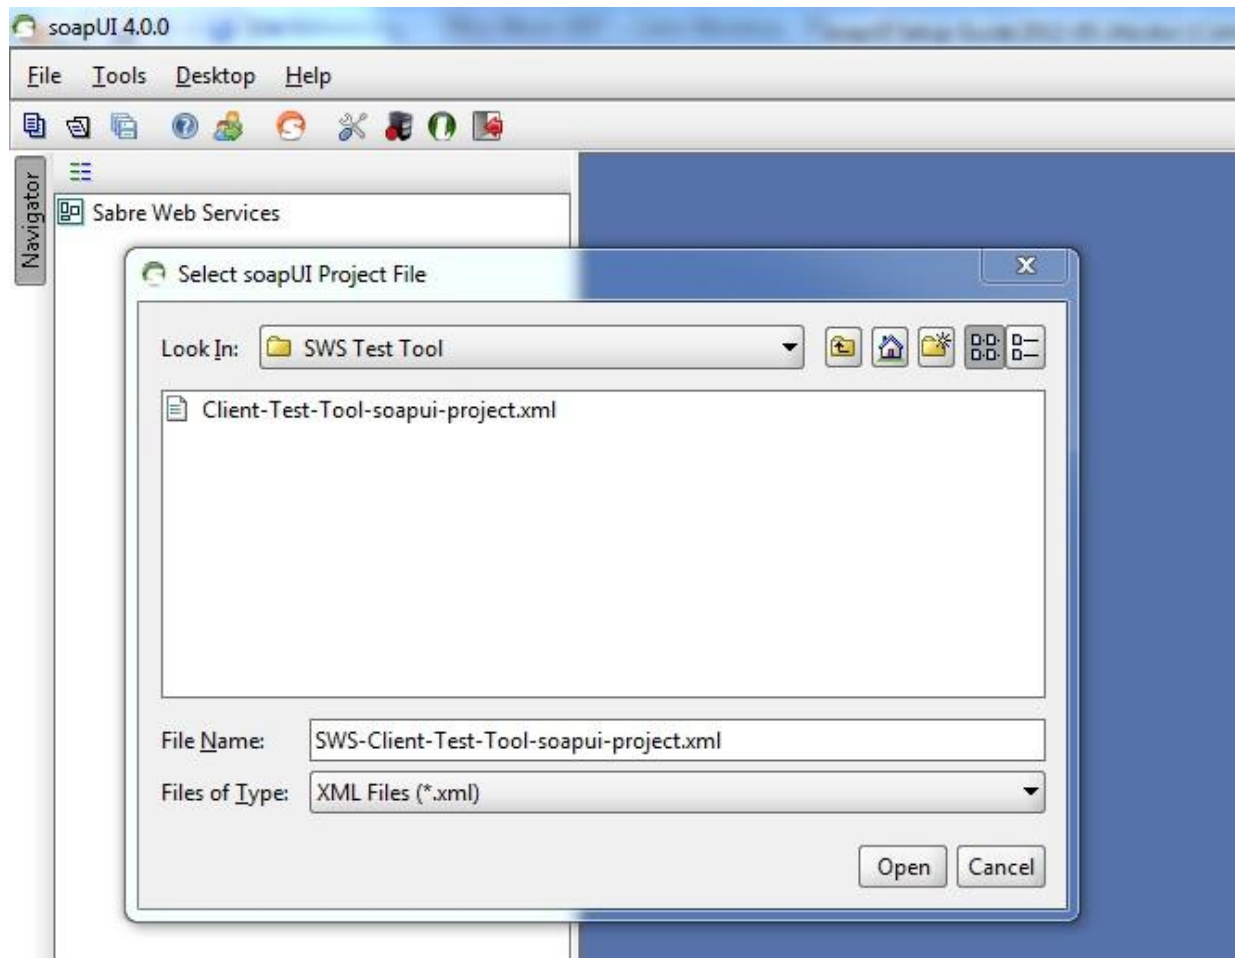 soapUI 4.0.0
File Tools Desktop Help
Navigator
Sabre Web Services
Select soapUI Project File
Look In: SWS Test Tool
Client-Test-Tool-soapui-project.xml
File Name: SWS-Client-Test-Tool-soapui-project.xml
Files of Type: XML Files (*.xml)
Open Cancel